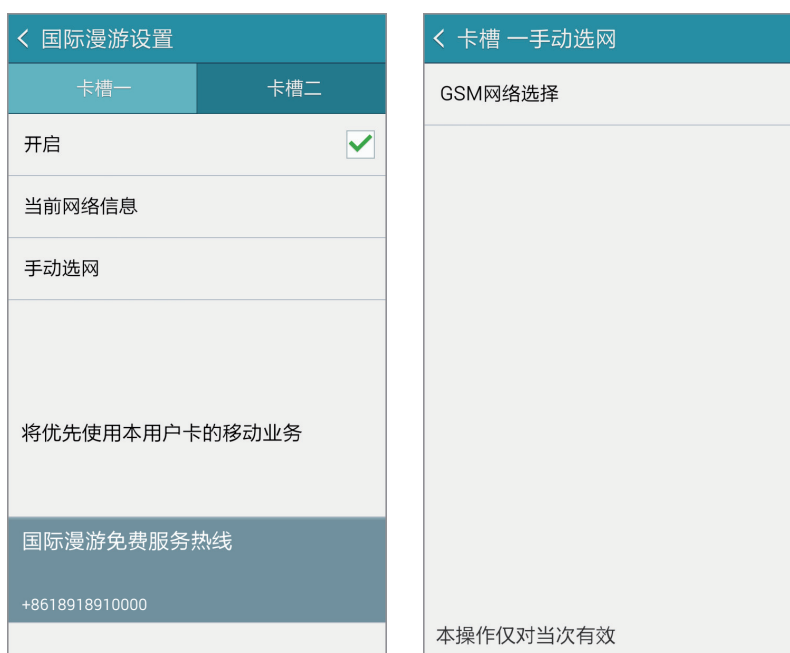 国际漫游设置
卡槽一
卡槽二
开启
当前网络信息
手动选网
将优先使用本用户卡的移动业务
国际漫游免费服务热线
+8618918910000
卡槽 一手动选网
GSM网络选择
本操作仅对当次有效